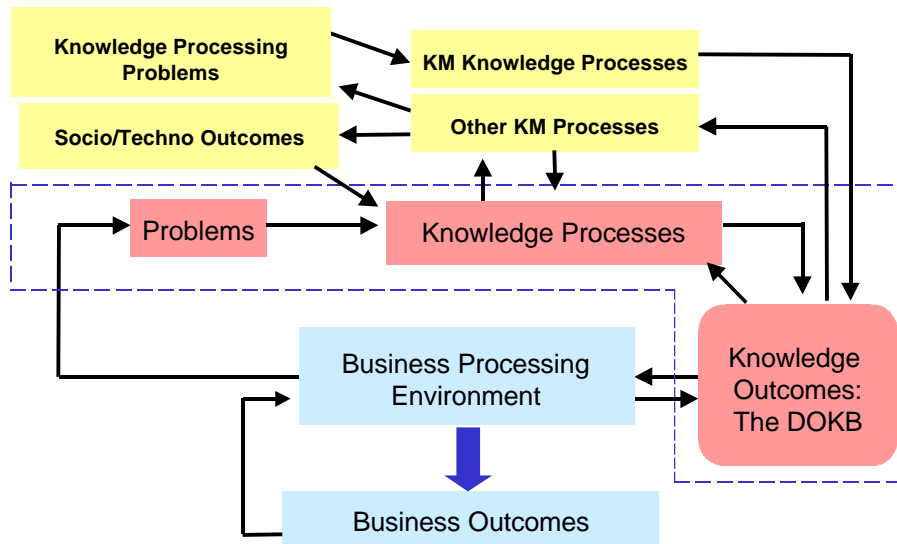 Knowledge Processing
Problems
KM Knowledge Processes
Socio/Techno Outcomes
Other KM Processes
Problems
Knowledge Processes
Business Processing
Environment
Knowledge
Outcomes:
The DOKB
Business Outcomes